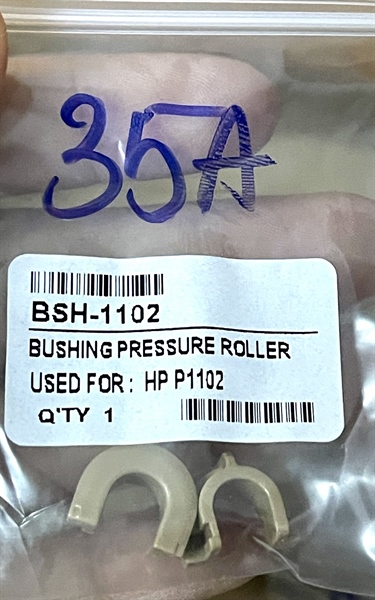 35A
BSH-1102
BUSHING PRESSURE ROLLER
USED FOR : HP P1102
Q'TY 1